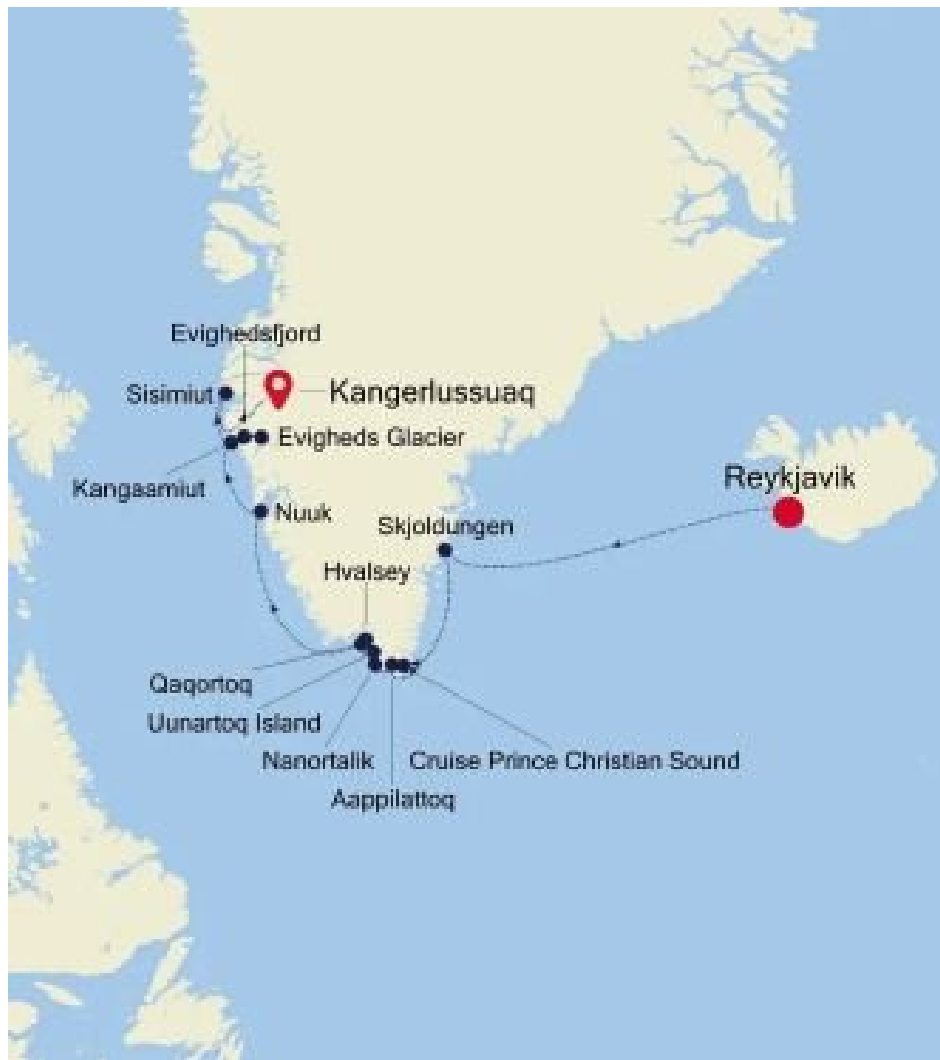 Evighedsfjord
Sisimiut
Kangerlussuaq
Evigheds Glacier
Kangaamiut
Reykjavik
Nuuk
Skjoldungen
Hvalsey
Qaqortoq
Uunartoq Island
Nanortalik
Cruise Prince Christian Sound
Aappilattoq